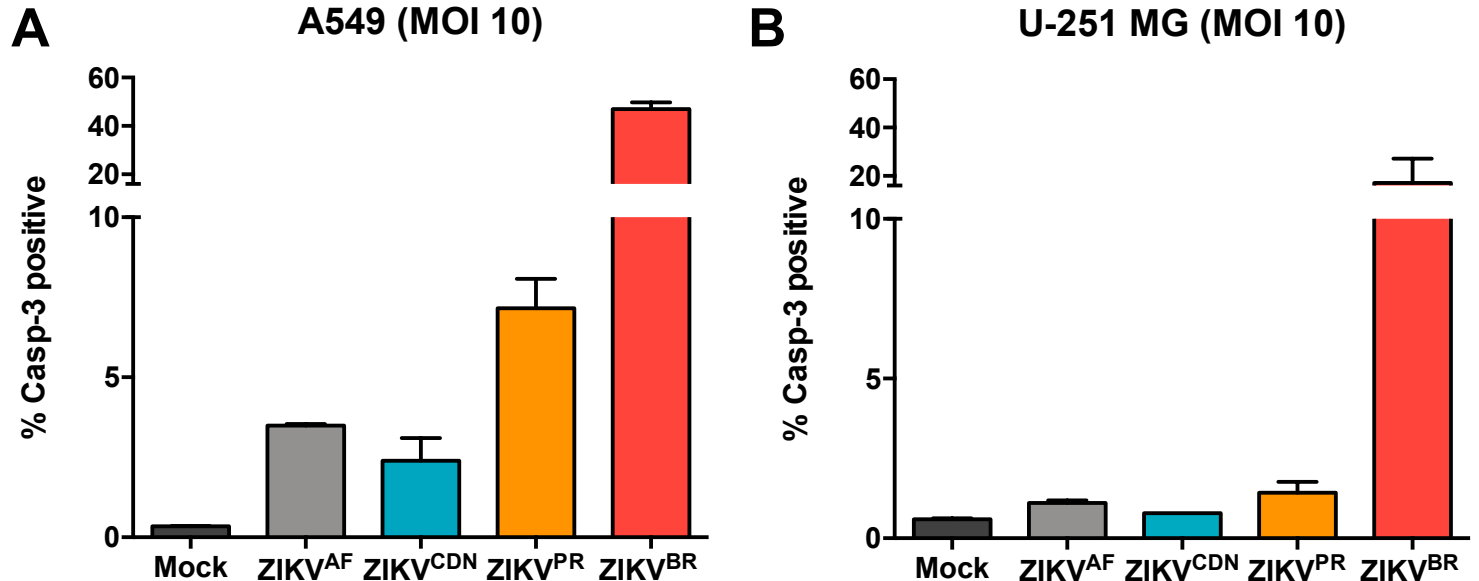 A
A549 (MOI 10)
% Casp-3 positive
60
40
20
10
5
0
Mock ZIKVAF ZIKVCDN ZIKVPR ZIKVBR
B
U-251 MG (MOI 10)
% Casp-3 positive
60
40
20
10
5
0
Mock ZIKVAF ZIKVCDN ZIKVPR ZIKVBR